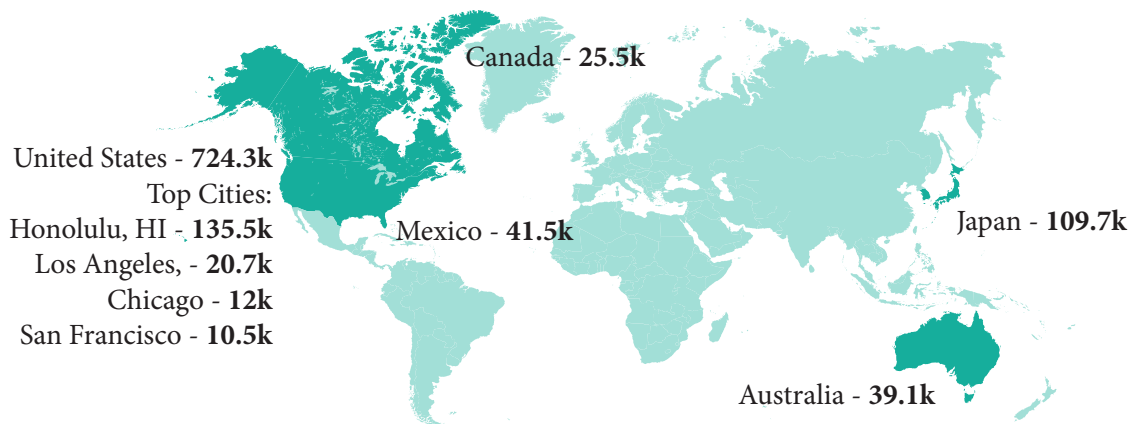 Canada - 25.5k
United States - 724.3k
Top Cities:
Honolulu, HI - 135.5k
Los Angeles, - 20.7k
Chicago - 12k
San Francisco - 10.5k
Mexico - 41.5k
Japan - 109.7k
Australia - 39.1k